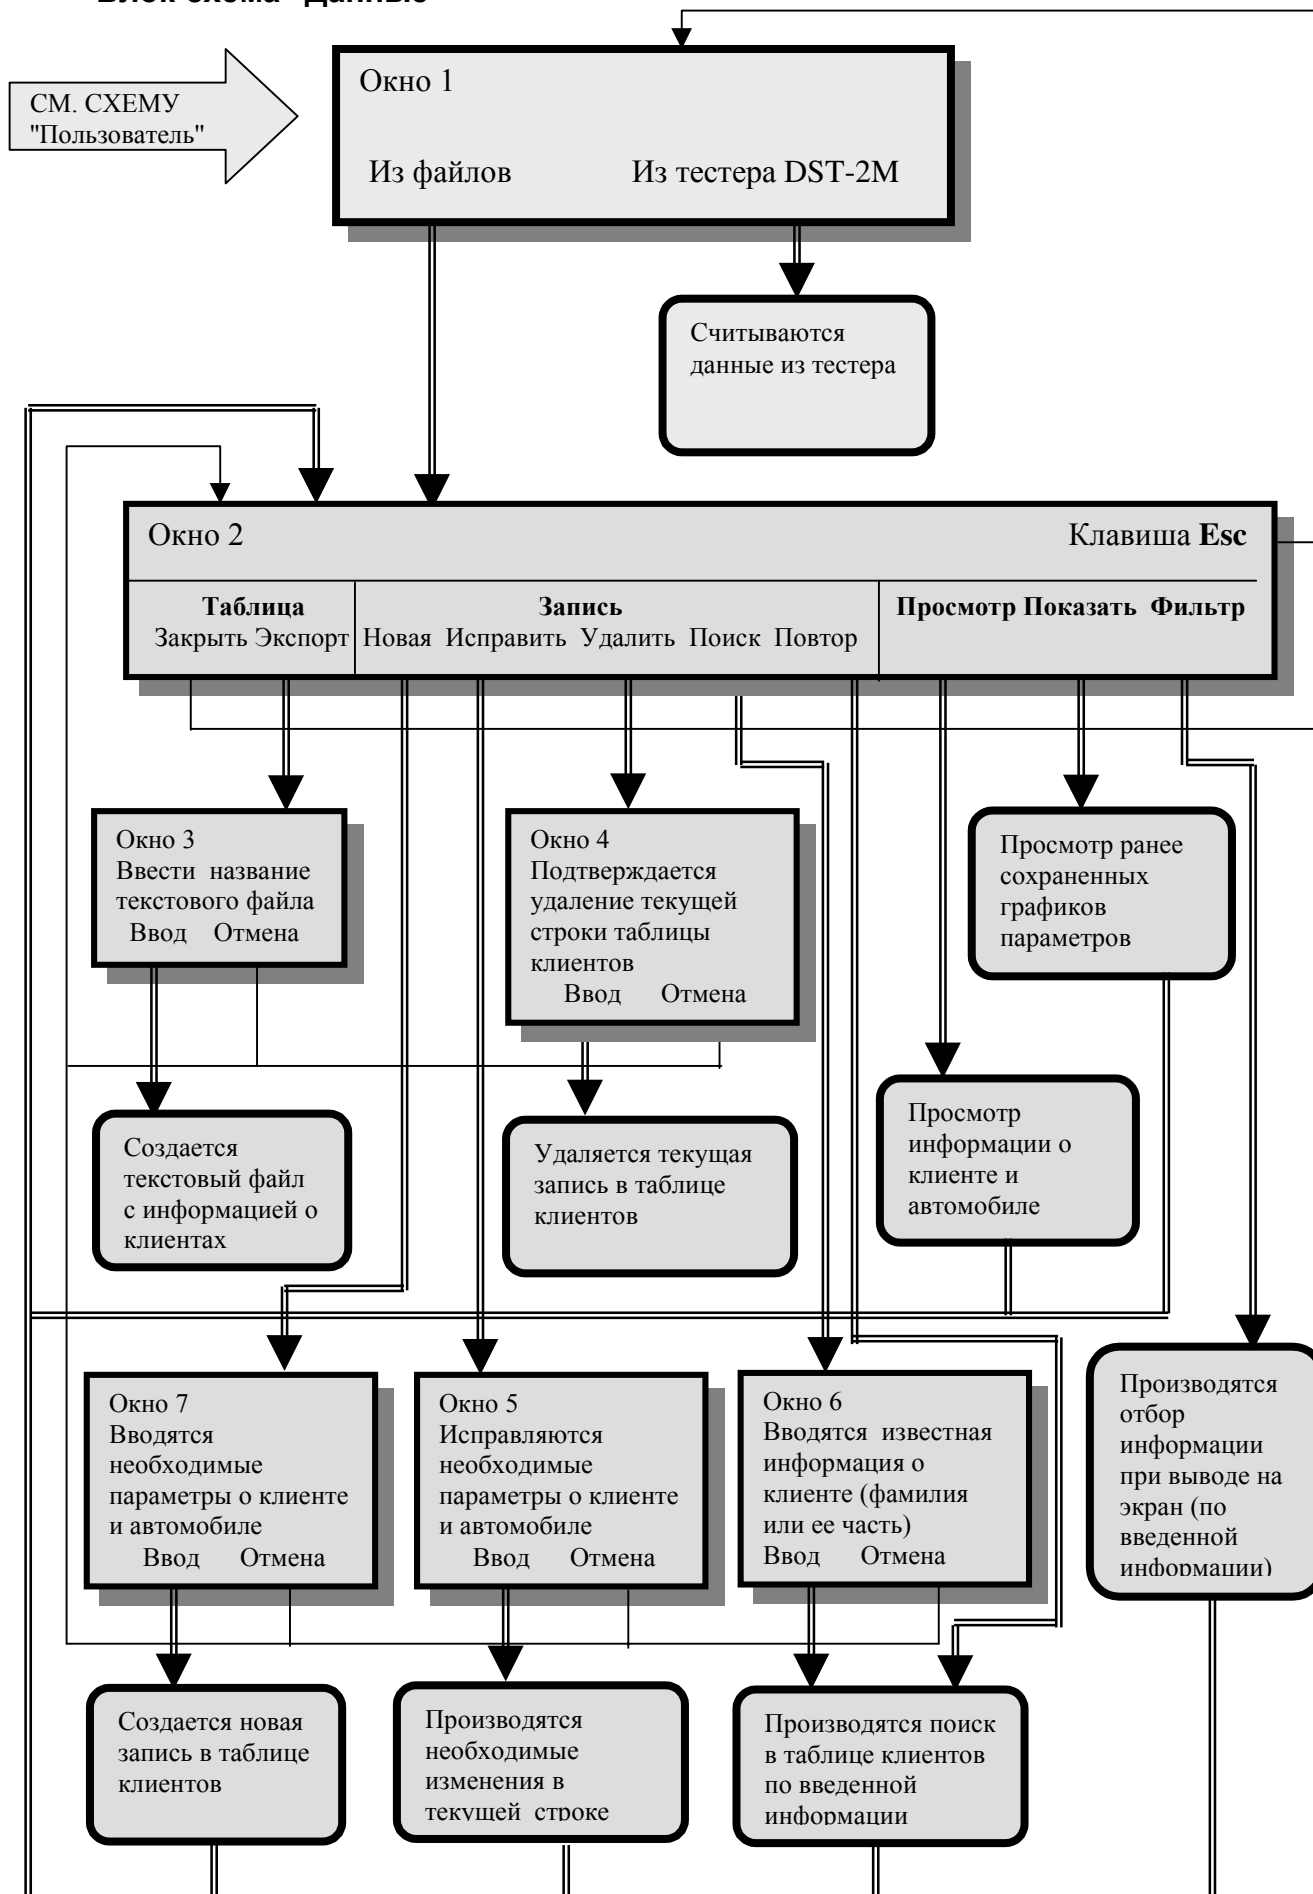 Блок-схема "Данные"
СМ. СХЕМУ
"Пользователь"
Окно 1
Из файлов Из тестера DST-2M
Считываются
данные из тестера
Окно 2 Клавиша Esc
Таблица Запись Просмотр Показать Фильтр
Закрыть Экспорт Новая Исправить Удалить Поиск Повтор
Окно 3
Ввести название
текстового файла
Ввод Отмена
Окно 4
Подтверждается
удаление текущей
строки таблицы
клиентов
Ввод Отмена
Просмотр ранее
сохраненных
графиков
параметров
Создается
текстовый файл
с информацией о
клиентах
Удаляется текущая
запись в таблице
клиентов
Просмотр
информации о
клиенте и
автомобиле
Окно 7
Вводятся
необходимые
параметры о клиенте
и автомобиле
Ввод Отмена
Окно 5
Исправляются
необходимые
параметры о клиенте
и автомобиле
Ввод Отмена
Окно 6
Вводятся известная
информация о
клиенте (фамилия
или ее часть)
Ввод Отмена
Производятся
отбор
информации
при выводе на
экран (по
введенной
информации)
Создается новая
запись в таблице
клиентов
Производятся
необходимые
изменения в
текущей строке
Производятся поиск
в таблице клиентов
по введенной
информации